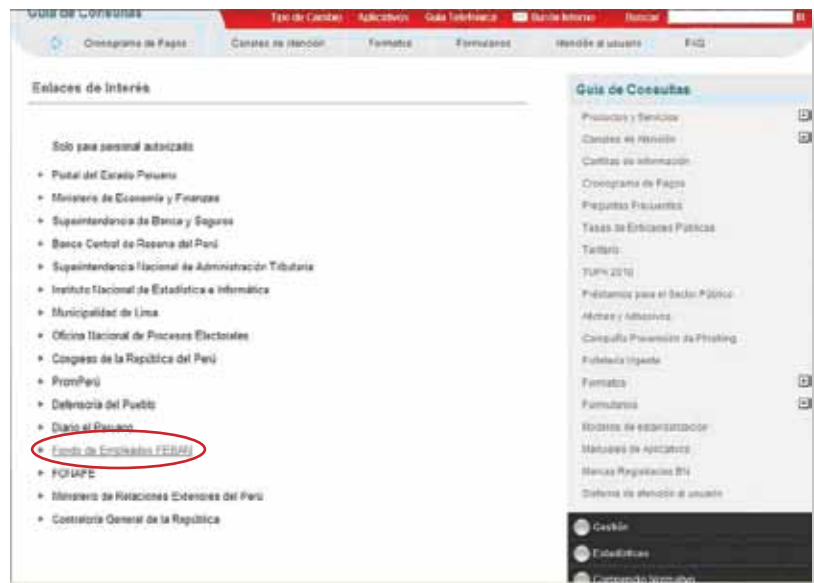 Guía de Consultas
Tipo de Cambio Aplicativos Guía Telefónica Buzón Interno Buscar
Cronograma de Pagos Canales de Atención Formatos Formularios Atención al usuario FAQ
Enlaces de Interés
Solo para personal autorizado
Portal del Estado Peruano
Ministerio de Economía y Finanzas
Superintendencia de Banca y Seguros
Banco Central de Reserva del Perú
Superintendencia Nacional de Administración Tributaria
Instituto Nacional de Estadística e Informática
Municipalidad de Lima
Oficina Nacional de Procesos Electorales
Congreso de la República del Perú
PromPerú
Defensoría del Pueblo
Diario el Peruano
Fondo de Empleados FEBAN
FONAFE
Ministerio de Relaciones Exteriores del Perú
Contraloría General de la República
Guía de Consultas
Productos y Servicios
Canales de Atención
Cartillas de Información
Cronograma de Pagos
Preguntas Frecuentes
Tasas de Entidades Públicas
Tarifario
TUPA 2010
Préstamos para el Sector Público
Afiches y Adhesivos
Campaña Prevención de Phishing
Folletería Vigente
Formatos
Formularios
Modelos de estandarización
Manuales de Aplicativos
Marcas Registradas BN
Sistema de atención al usuario
Gestión
Estadísticas
Compendio Normativo